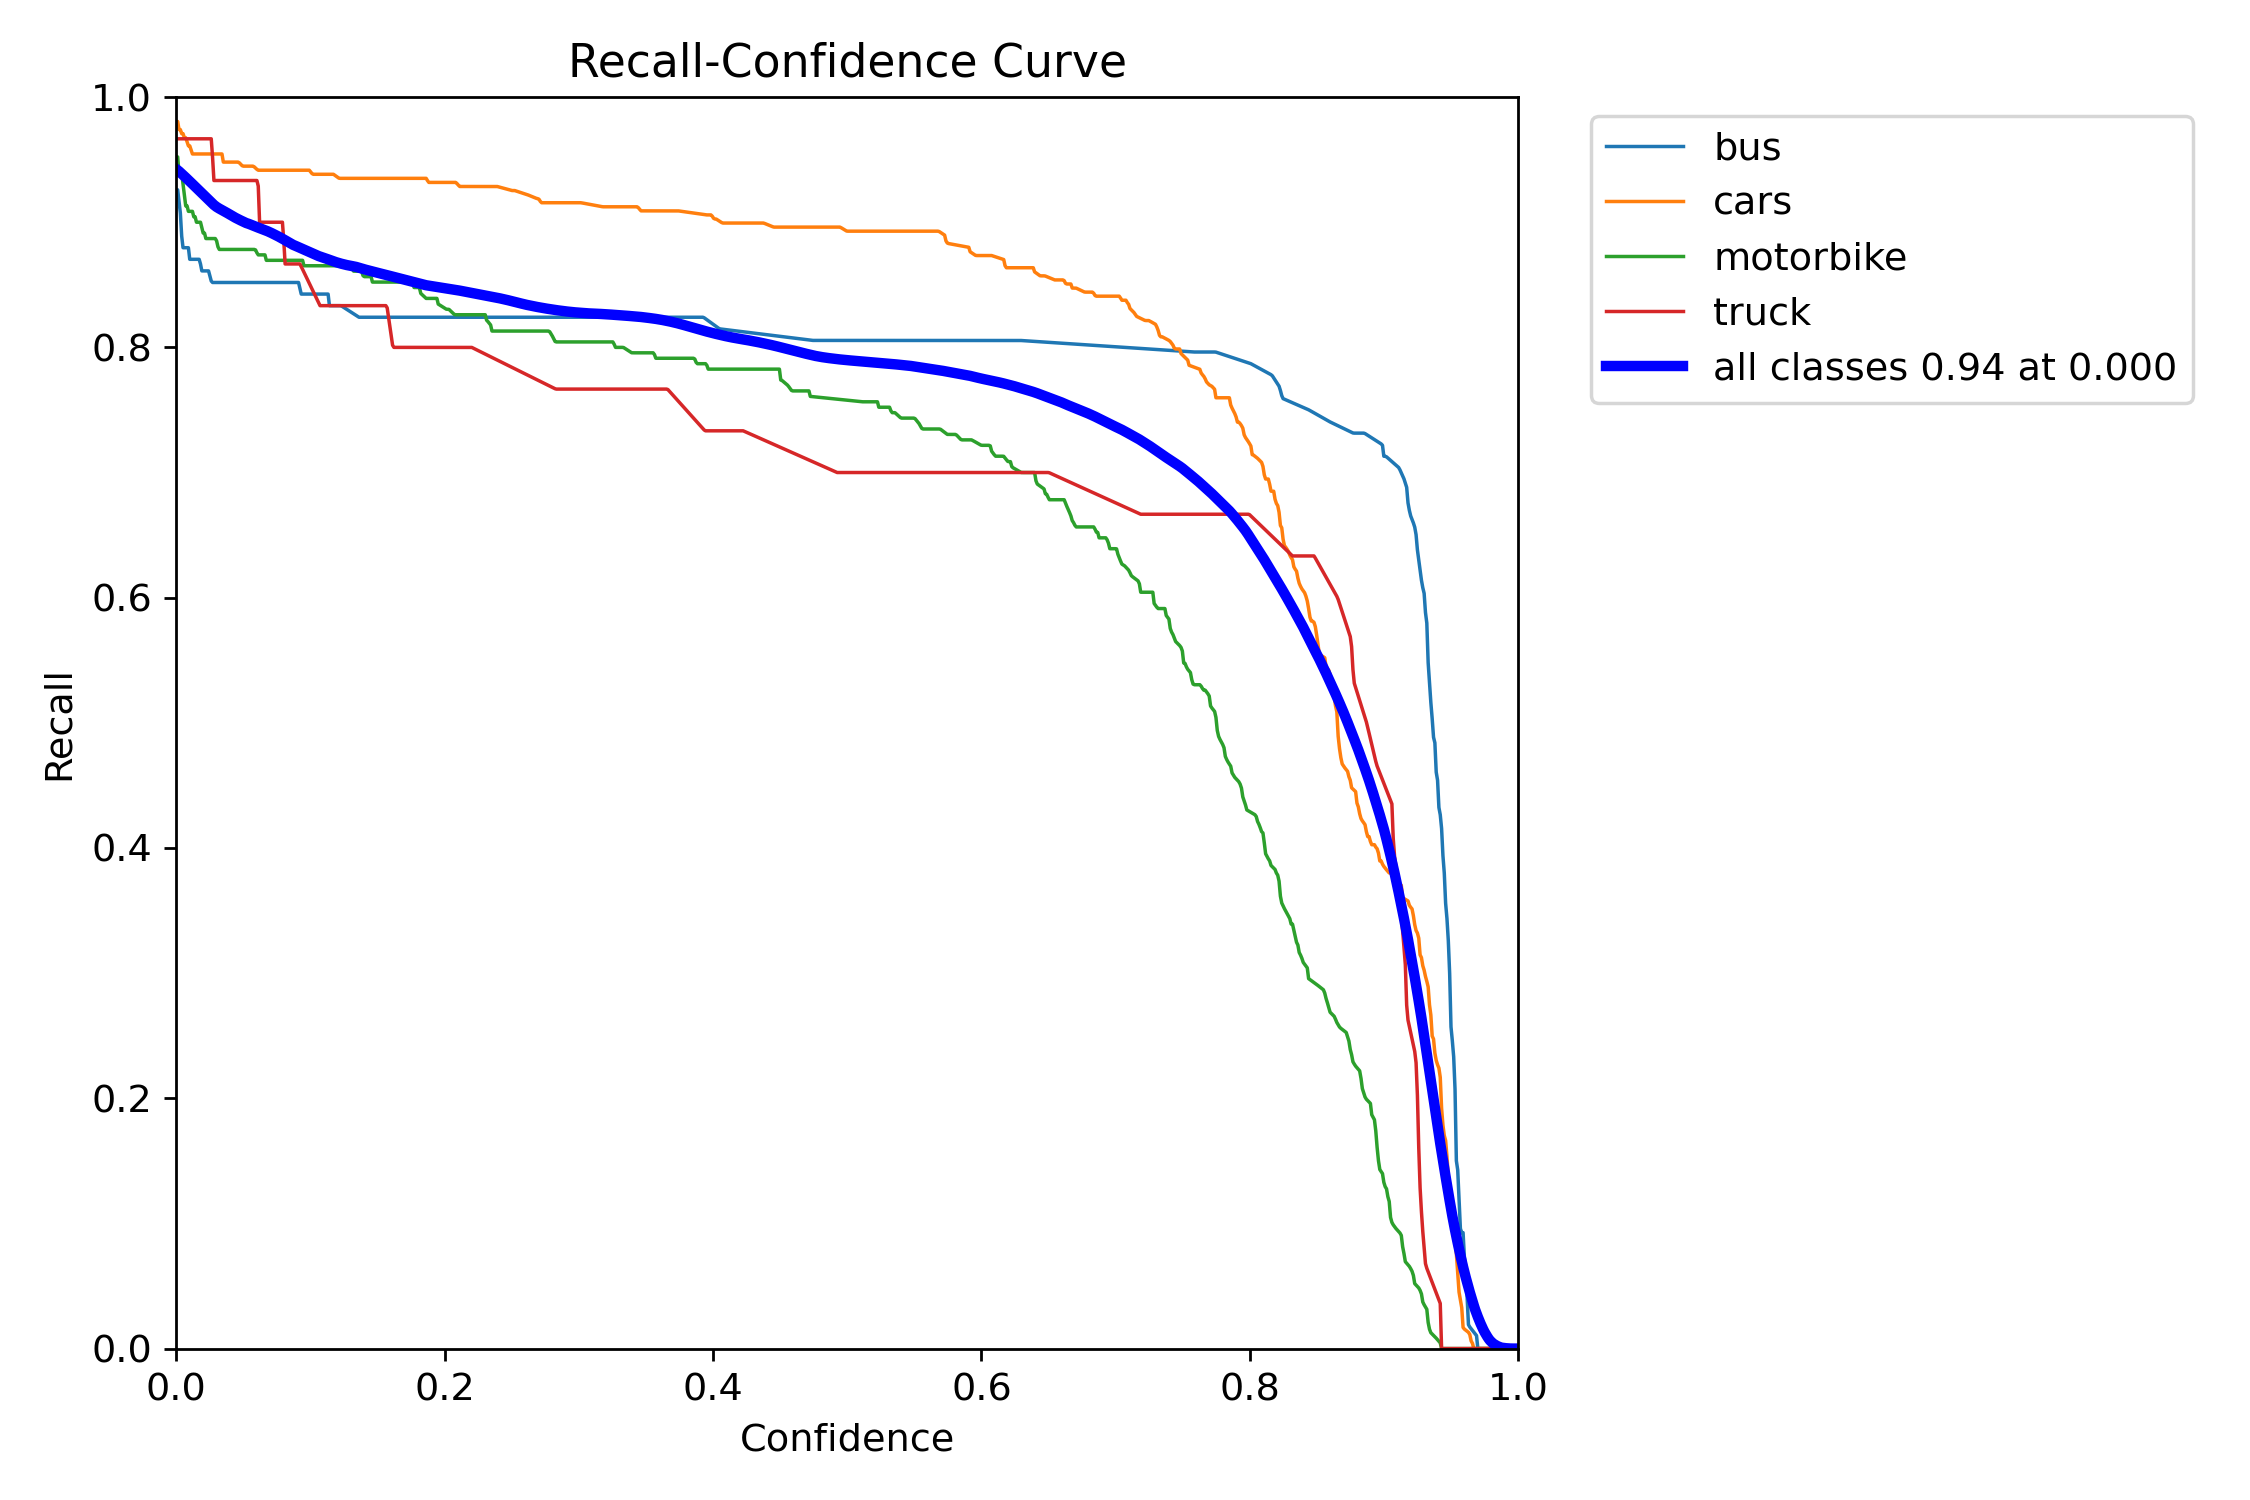 Recall-Confidence Curve
1.0
0.8
0.6
0.4
0.2
0.0
Recall
0.0 0.2 0.4 0.6 0.8 1.0
Confidence
bus
cars
motorbike
truck
all classes 0.94 at 0.000